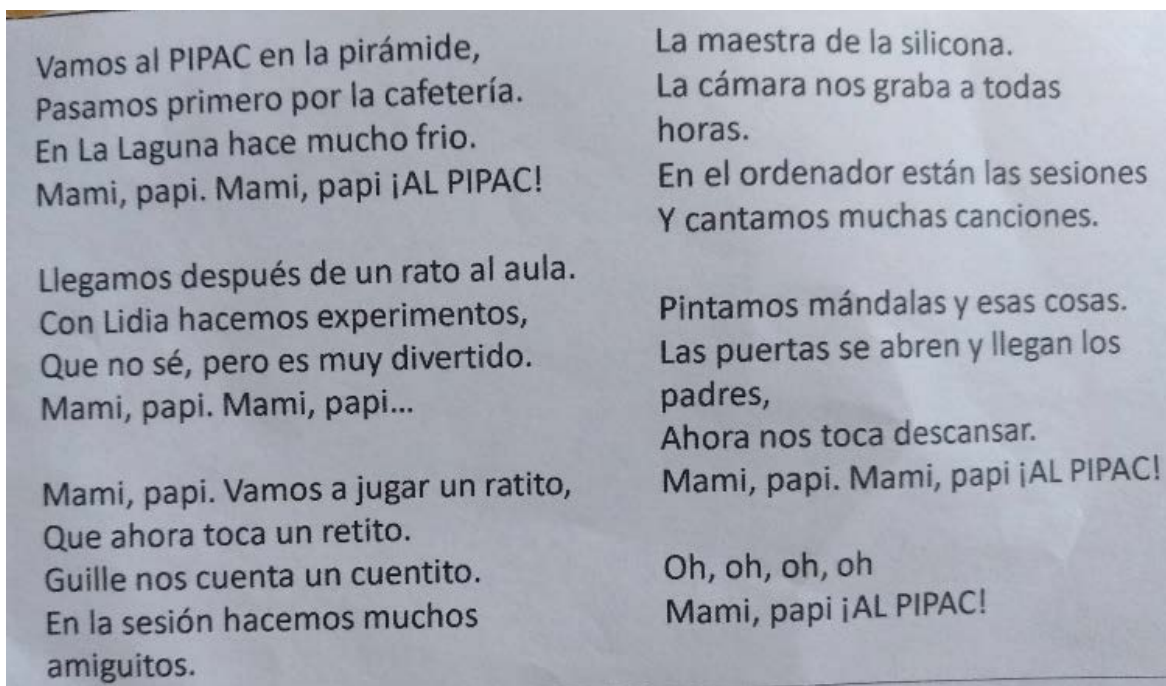 Vamos al PIPAC en la pirámide,
Pasamos primero por la cafetería.
En La Laguna hace mucho frio.
Mami, papi. Mami, papi ¡AL PIPAC!
Llegamos después de un rato al aula.
Con Lidia hacemos experimentos,
Que no sé, pero es muy divertido.
Mami, papi. Mami, papi...
Mami, papi. Vamos a jugar un ratito,
Que ahora toca un retito.
Guille nos cuenta un cuentito.
En la sesión hacemos muchos
amiguitos.
La maestra de la silicona.
La cámara nos graba a todas
horas.
En el ordenador están las sesiones
Y cantamos muchas canciones.
Pintamos mándalas y esas cosas.
Las puertas se abren y llegan los
padres,
Ahora nos toca descansar.
Mami, papi. Mami, papi ¡AL PIPAC!
Oh, oh, oh, oh
Mami, papi ¡AL PIPAC!